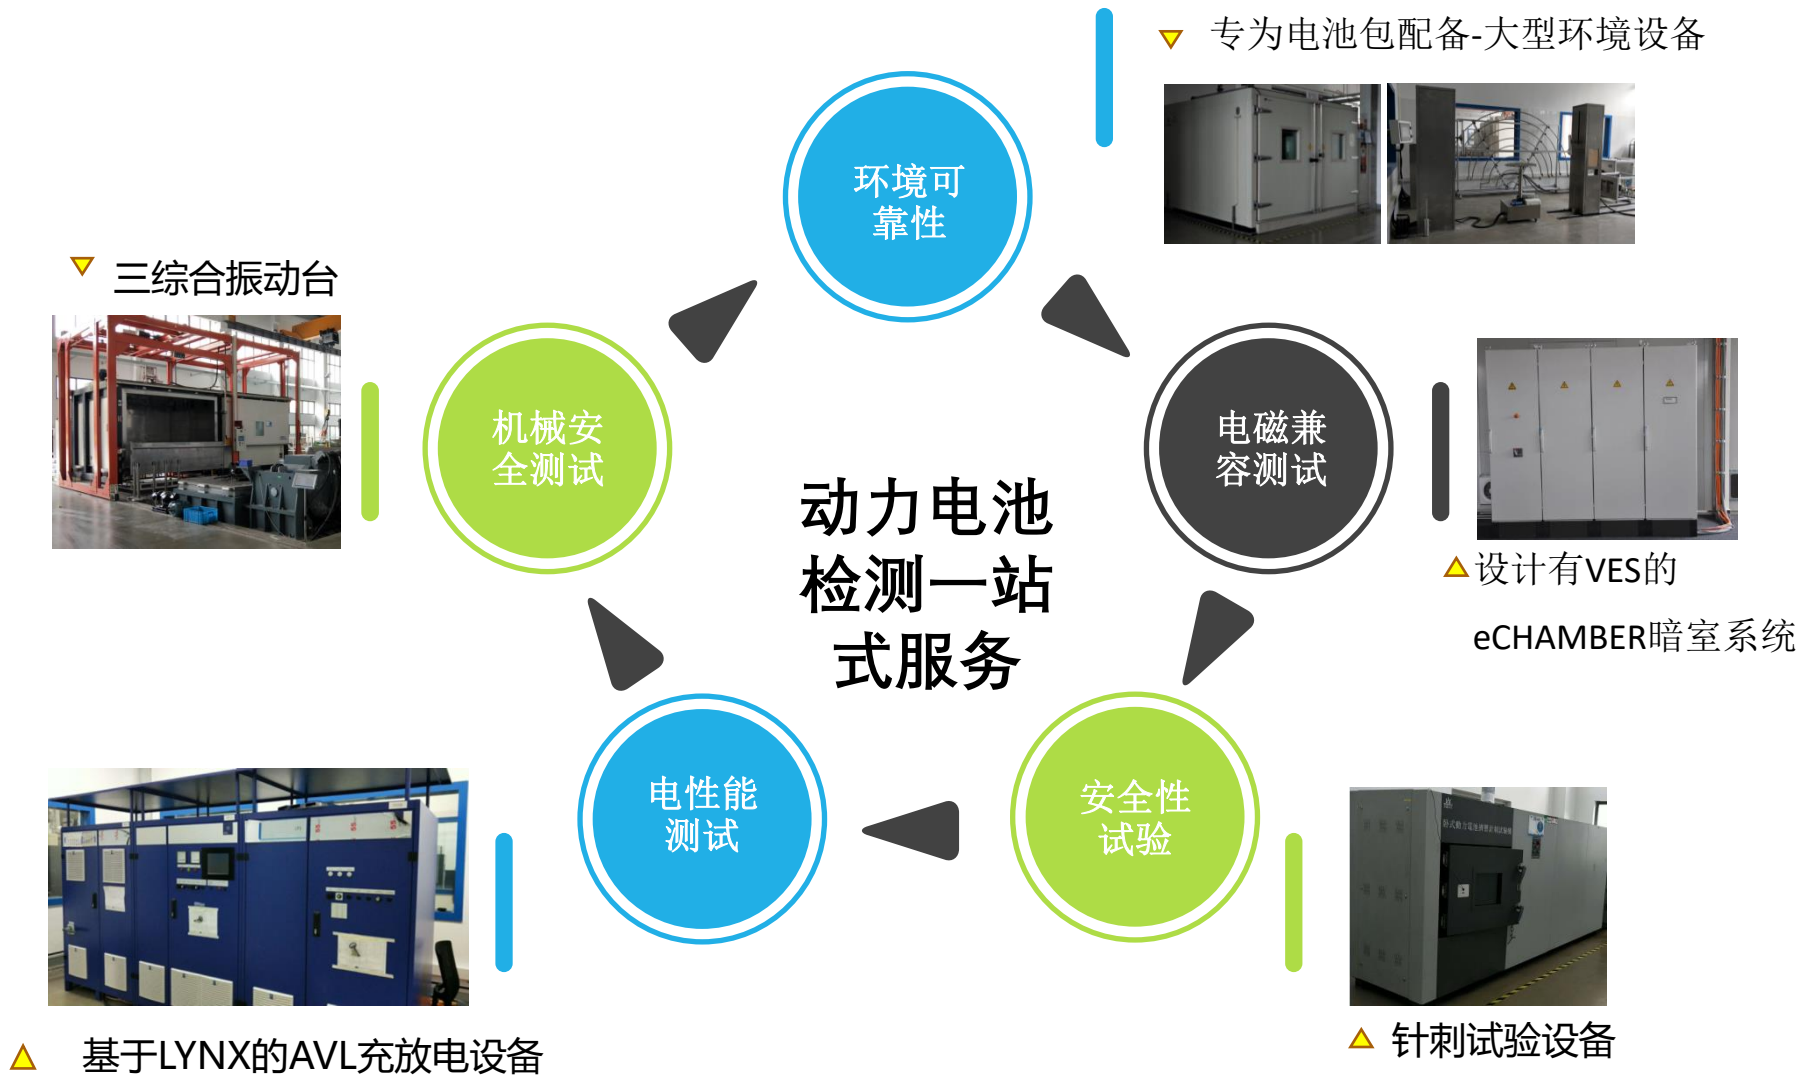 专为电池包配备-大型环境设备
环境可
靠性
三综合振动台
机械安
全测试
电磁兼
容测试
设计有VES的
eCHAMBER暗室系统
动力电池
检测一站
式服务
电性能
测试
安全性
试验
基于LYNX的AVL充放电设备
针刺试验设备